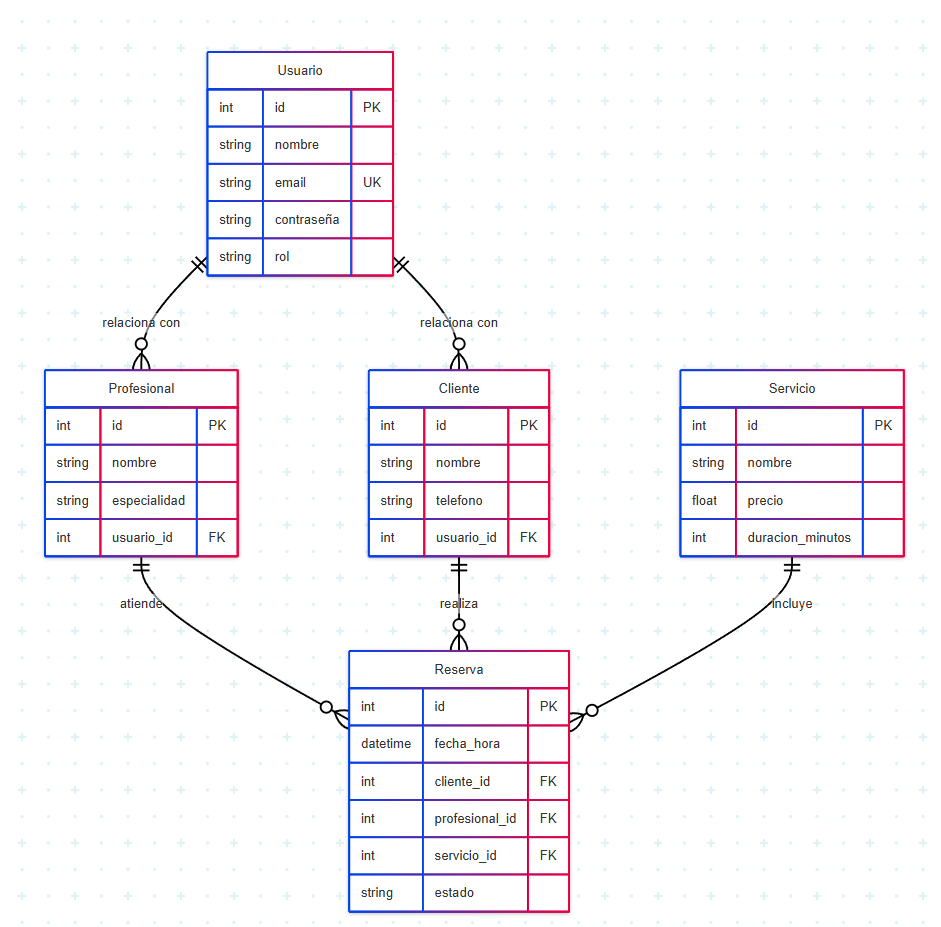 Usuario
int id PK
string nombre
string email UK
string contraseña
string rol
relaciona con
relaciona con
Profesional
int id PK
string nombre
string especialidad
int usuario_id FK
Cliente
int id PK
string nombre
string telefono
int usuario_id FK
Servicio
int id PK
string nombre
float precio
int duracion_minutos
atiende
realiza
incluye
Reserva
int id PK
datetime fecha_hora
int cliente_id FK
int profesional_id FK
int servicio_id FK
string estado